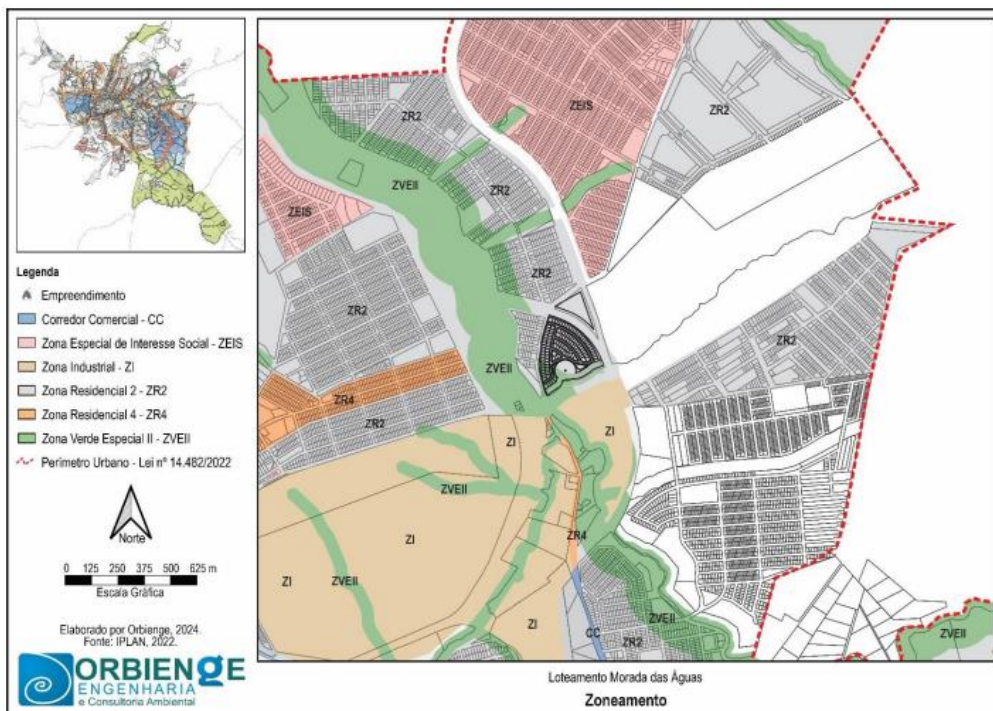 Legenda
Empreendimento
Corredor Comercial - CC
Zona Especial de Interesse Social - ZEIS
Zona Industrial - ZI
Zona Residencial 2 - ZR2
Zona Residencial 4 - ZR4
Zona Verde Especial II - ZVEII
Perímetro Urbano - Lei nº 14.482/2022
Norte
0 125 250 375 500 625 m
Escala Gráfica
Elaborado por Orbienge, 2024.
Fonte: IPLAN, 2022.
ORBIENGE
ENGENHARIA
e Consultoria Ambiental
ZEIS
ZR2
ZR2
ZVEII
ZR2
ZEIS
ZR2
ZR2
ZR2
ZVEII
ZR4
ZR2
ZI
ZI
ZVEII
ZI
ZR4
ZI
ZVEII
ZI
CC
ZR2
ZVEII
ZVEII
Loteamento Morada das Águas
Zoneamento